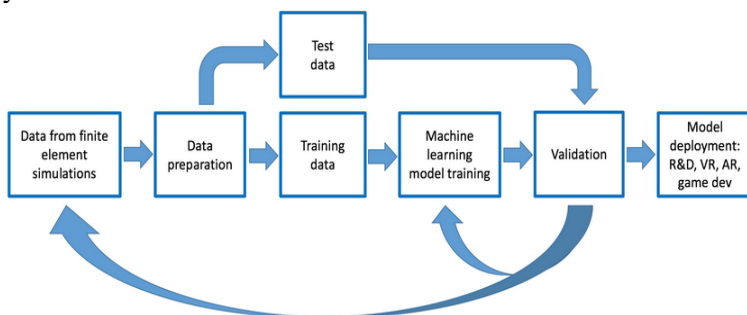 Test
data
Data from finite
element
simulations
Data
preparation
Training
data
Machine
learning
model training
Validation
Model
deployment:
R&D, VR, AR,
game dev